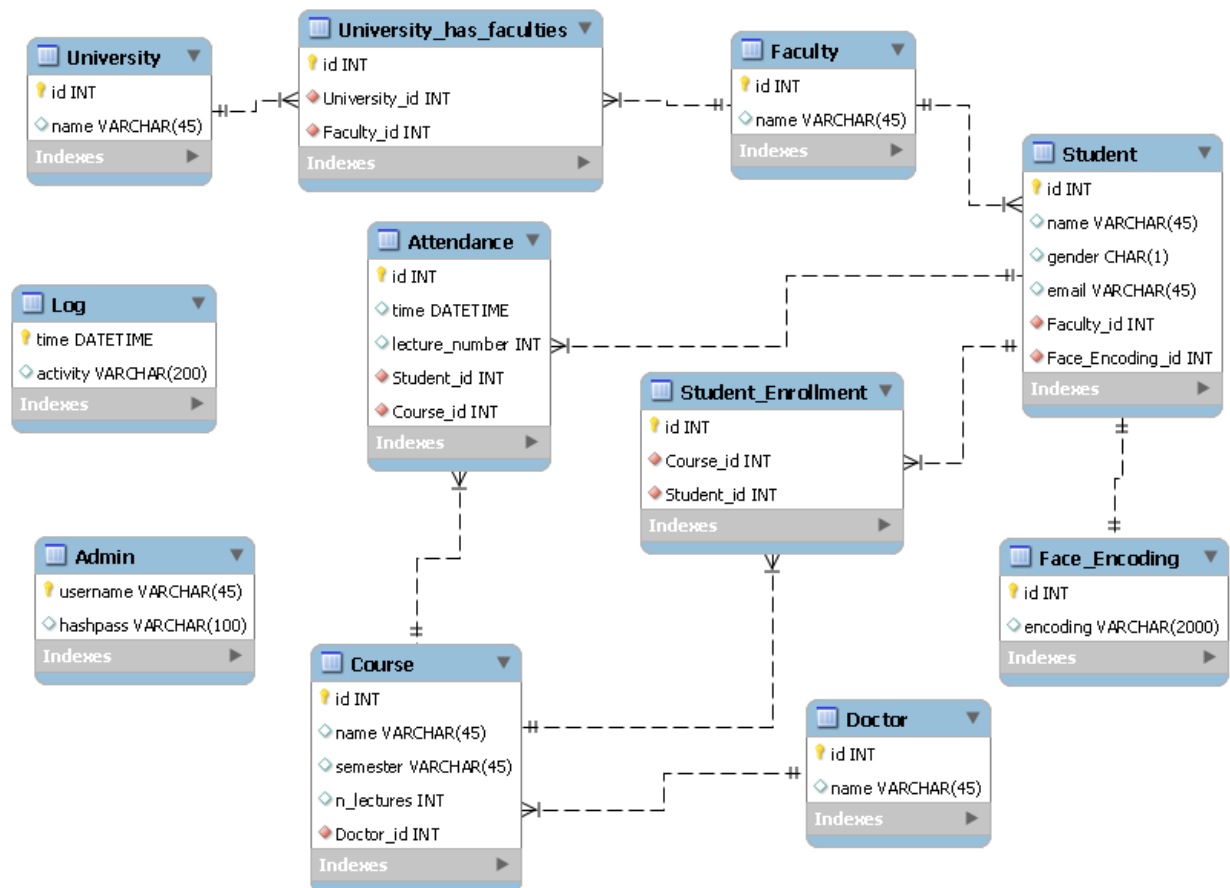 University
id INT
name VARCHAR(45)
Indexes
University_has_faculties
id INT
University_id INT
Faculty_id INT
Indexes
Faculty
id INT
name VARCHAR(45)
Indexes
Student
id INT
name VARCHAR(45)
gender CHAR(1)
email VARCHAR(45)
Faculty_id INT
Face_Encoding_id INT
Indexes
Attendance
id INT
time DATETIME
lecture_number INT
Student_id INT
Course_id INT
Indexes
Log
time DATETIME
activity VARCHAR(200)
Indexes
Student_Enrollment
id INT
Course_id INT
Student_id INT
Indexes
Admin
username VARCHAR(45)
hashpass VARCHAR(100)
Indexes
Face_Encoding
id INT
encoding VARCHAR(2000)
Indexes
Course
id INT
name VARCHAR(45)
semester VARCHAR(45)
n_lectures INT
Doctor_id INT
Indexes
Doctor
id INT
name VARCHAR(45)
Indexes